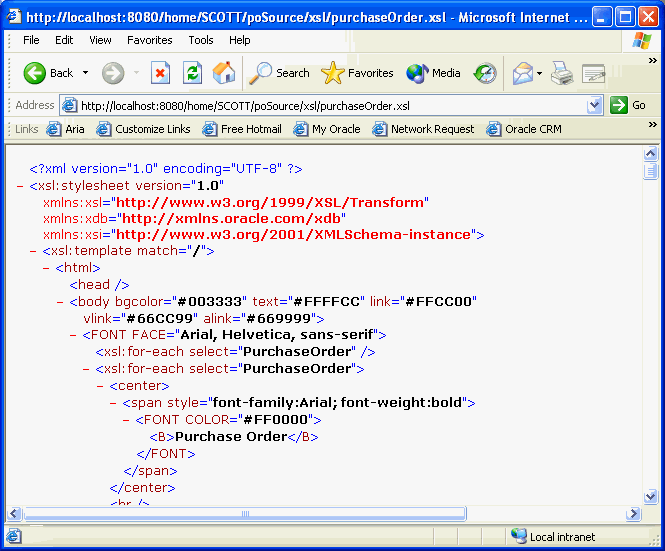 http://localhost:8080/home/SCOTT/poSource/xsl/purchaseOrder.xsl - Microsoft Internet ...
File Edit View Favorites Tools Help »
Back Search Favorites Media »
Address http://localhost:8080/home/SCOTT/poSource/xsl/purchaseOrder.xsl Go
Links Aria Customize Links Free Hotmail My Oracle Network Request Oracle CRM »
<?xml version="1.0" encoding="UTF-8" ?>
- <xsl:stylesheet version="1.0"
xmlns:xsl="http://www.w3.org/1999/XSL/Transform"
xmlns:xdb="http://xmlns.oracle.com/xdb"
xmlns:xsi="http://www.w3.org/2001/XMLSchema-instance">
- <xsl:template match="/">
- <html>
<head />
- <body bgcolor="#003333" text="#FFFFCC" link="#FFCC00"
vlink="#66CC99" alink="#669999">
- <FONT FACE="Arial, Helvetica, sans-serif">
<xsl:for-each select="PurchaseOrder" />
- <xsl:for-each select="PurchaseOrder">
- <center>
- <span style="font-family:Arial; font-weight:bold">
- <FONT COLOR="#FF0000">
<B>Purchase Order</B>
</FONT>
</span>
</center>
<hr />
Local intranet